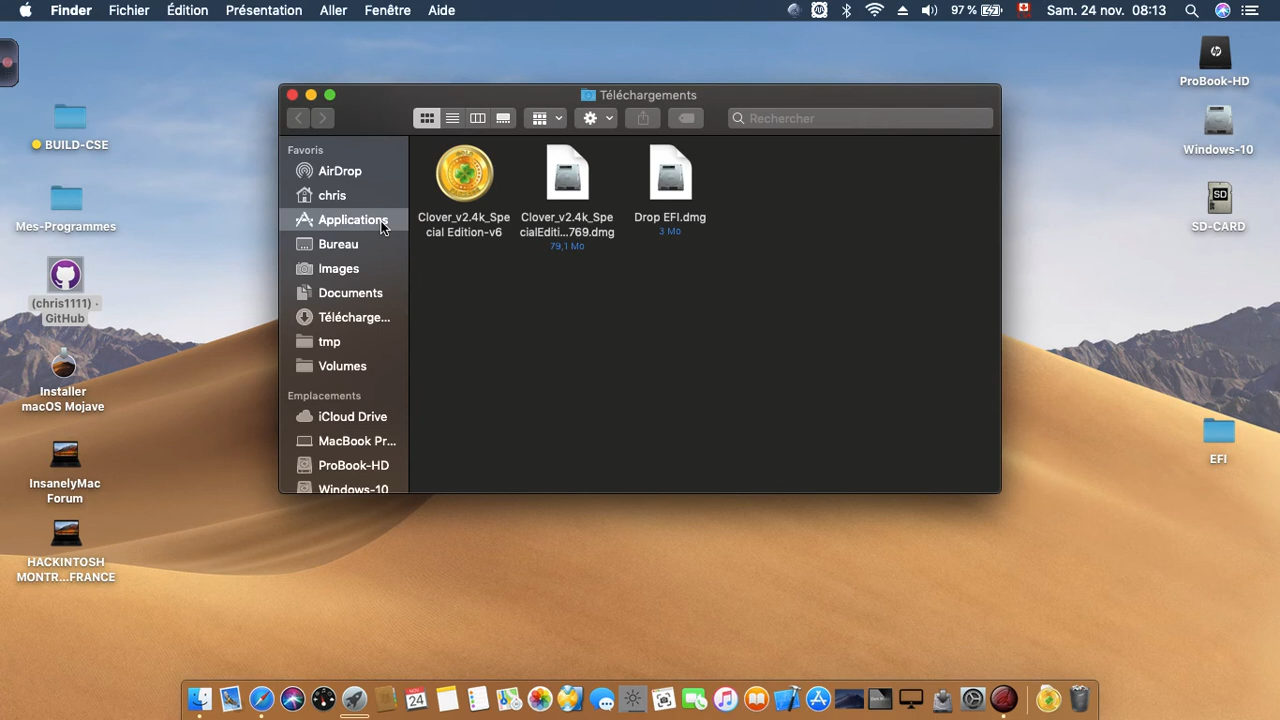 Finder Fichier Édition Présentation Aller Fenêtre Aide 97 % Sam. 24 nov. 08:13
Téléchargements
Rechercher
Favoris
AirDrop
chris
Applications
Bureau
Images
Documents
Télécharge...
tmp
Volumes
Emplacements
iCloud Drive
MacBook Pr...
ProBook-HD
Windows-10
Clover_v2.4k_Spe
cial Edition-v6
Clover_v2.4k_Spe
cialEditi...769.dmg
79,1 Mo
Drop EFI.dmg
3 Mo
BUILD-CSE
Mes-Programmes
(chris1111) ·
GitHub
Installer
macOS Mojave
InsanelyMac
Forum
HACKINTOSH
MONTR...FRANCE
ProBook-HD
Windows-10
SD
SD-CARD
EFI
NOV.
24